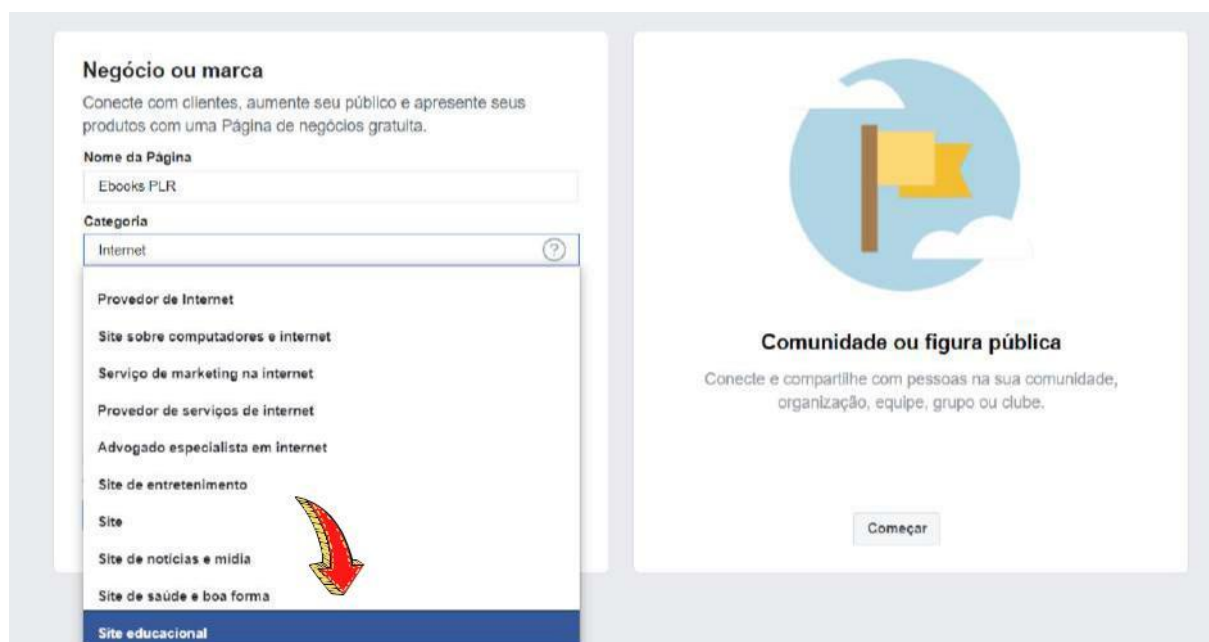 Negócio ou marca
Conecte com clientes, aumente seu público e apresente seus
produtos com uma Página de negócios gratuita.
Nome da Página
Ebooks PLR
Categoria
Internet
?
Provedor de Internet
Site sobre computadores e internet
Serviço de marketing na internet
Provedor de serviços de internet
Advogado especialista em internet
Site de entretenimento
Site
Site de notícias e mídia
Site de saúde e boa forma
Site educacional
Comunidade ou figura pública
Conecte e compartilhe com pessoas na sua comunidade,
organização, equipe, grupo ou clube.
Começar